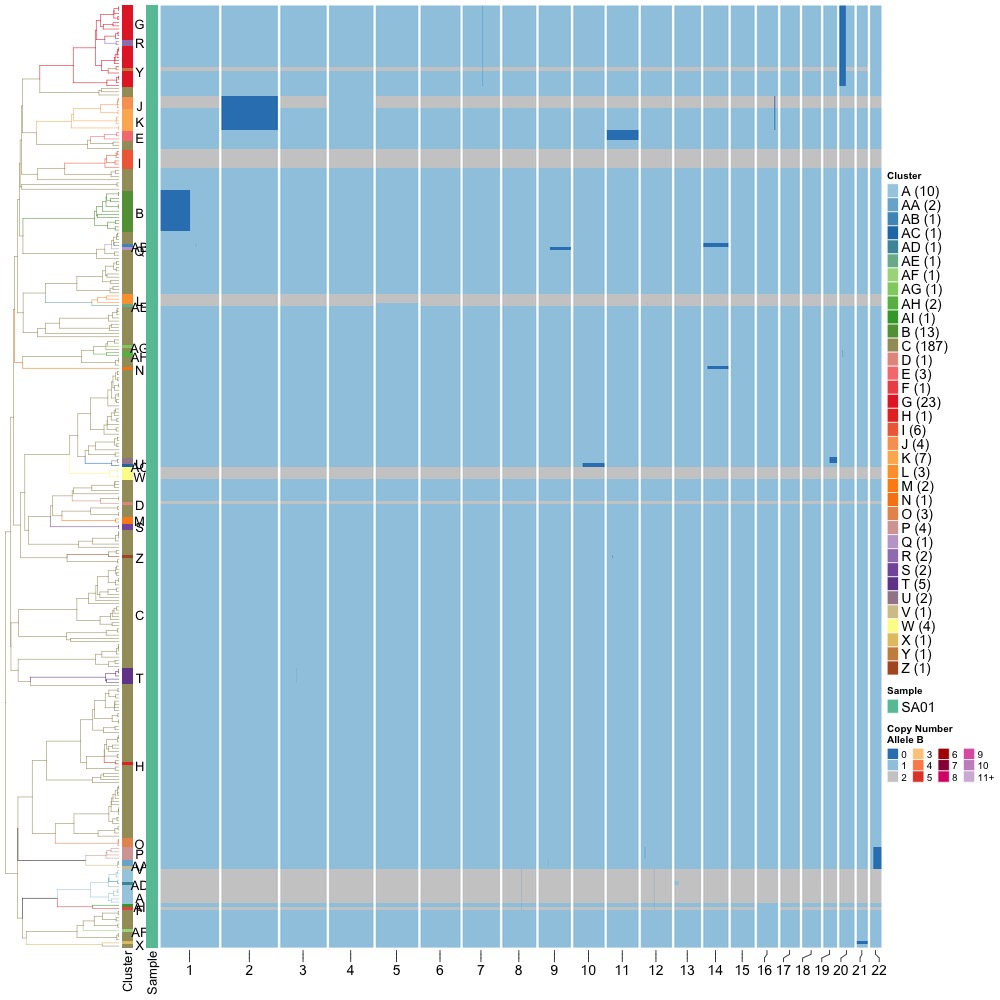 G
R
Y
J
K
E
I
B
AB
Q
L
AE
AG
AH
N
U
AC
W
D
M
S
Z
C
T
H
O
P
AA
V
AD
A
AI
F
AF
X
Cluster
Sample
1 2 3 4 5 6 7 8 9 10 11 12 13 14 15 16 17 18 19 20 21 22
Cluster
A (10)
AA (2)
AB (1)
AC (1)
AD (1)
AE (1)
AF (1)
AG (1)
AH (2)
AI (1)
B (13)
C (187)
D (1)
E (3)
F (1)
G (23)
H (1)
I (6)
J (4)
K (7)
L (3)
M (2)
N (1)
O (3)
P (4)
Q (1)
R (2)
S (2)
T (5)
U (2)
V (1)
W (4)
X (1)
Y (1)
Z (1)
Sample
SA01
Copy Number
Allele B
0 3 6 9
1 4 7 10
2 5 8 11+